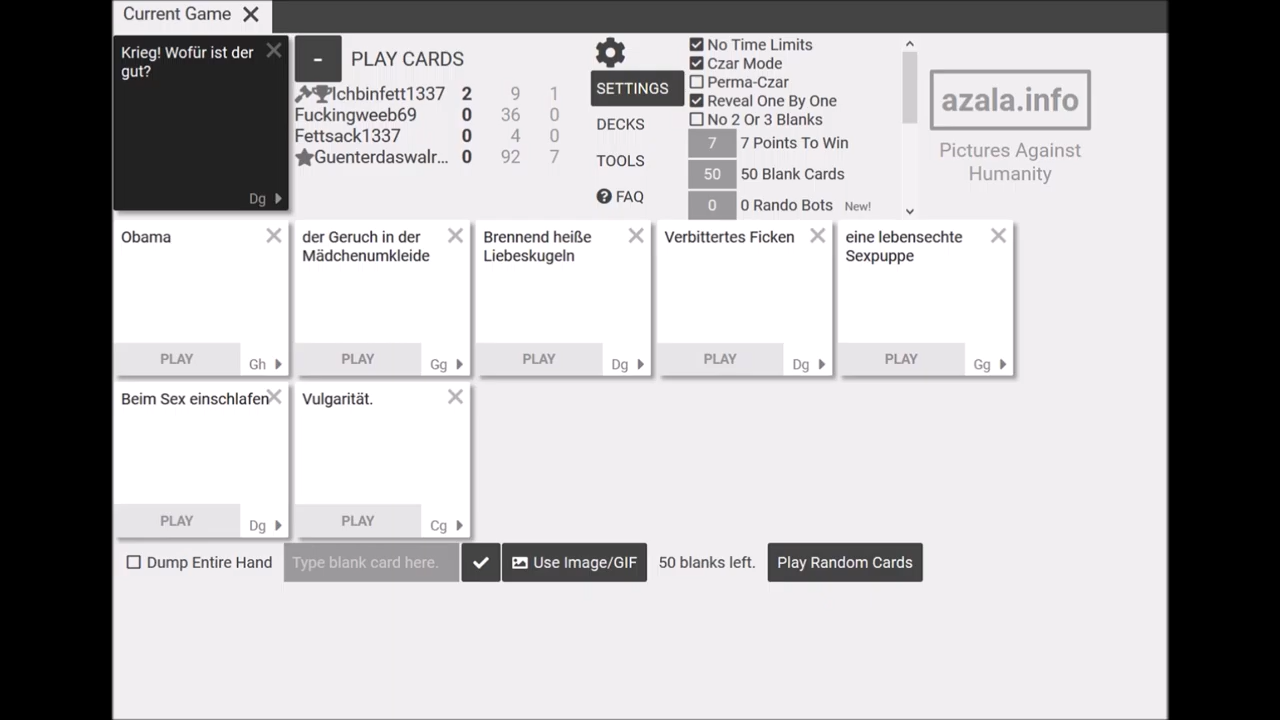 Current Game
Krieg! Wofür ist der
gut?
Dg
-
PLAY CARDS
Ichbinfett1337 2 9 1
Fuckingweeb69 0 36 0
Fettsack1337 0 4 0
Guenterdaswalr... 0 92 7
SETTINGS
DECKS
TOOLS
FAQ
No Time Limits
Czar Mode
Perma-Czar
Reveal One By One
No 2 Or 3 Blanks
7 7 Points To Win
50 50 Blank Cards
0 0 Rando Bots New!
azala.info
Pictures Against
Humanity
Obama
PLAY
Gh
der Geruch in der
Mädchenumkleide
PLAY
Gg
Brennend heiße
Liebeskugeln
PLAY
Dg
Verbittertes Ficken
PLAY
Dg
eine lebensechte
Sexpuppe
PLAY
Gg
Beim Sex einschlafen
PLAY
Dg
Vulgarität.
PLAY
Cg
Dump Entire Hand
Type blank card here.
Use Image/GIF
50 blanks left.
Play Random Cards